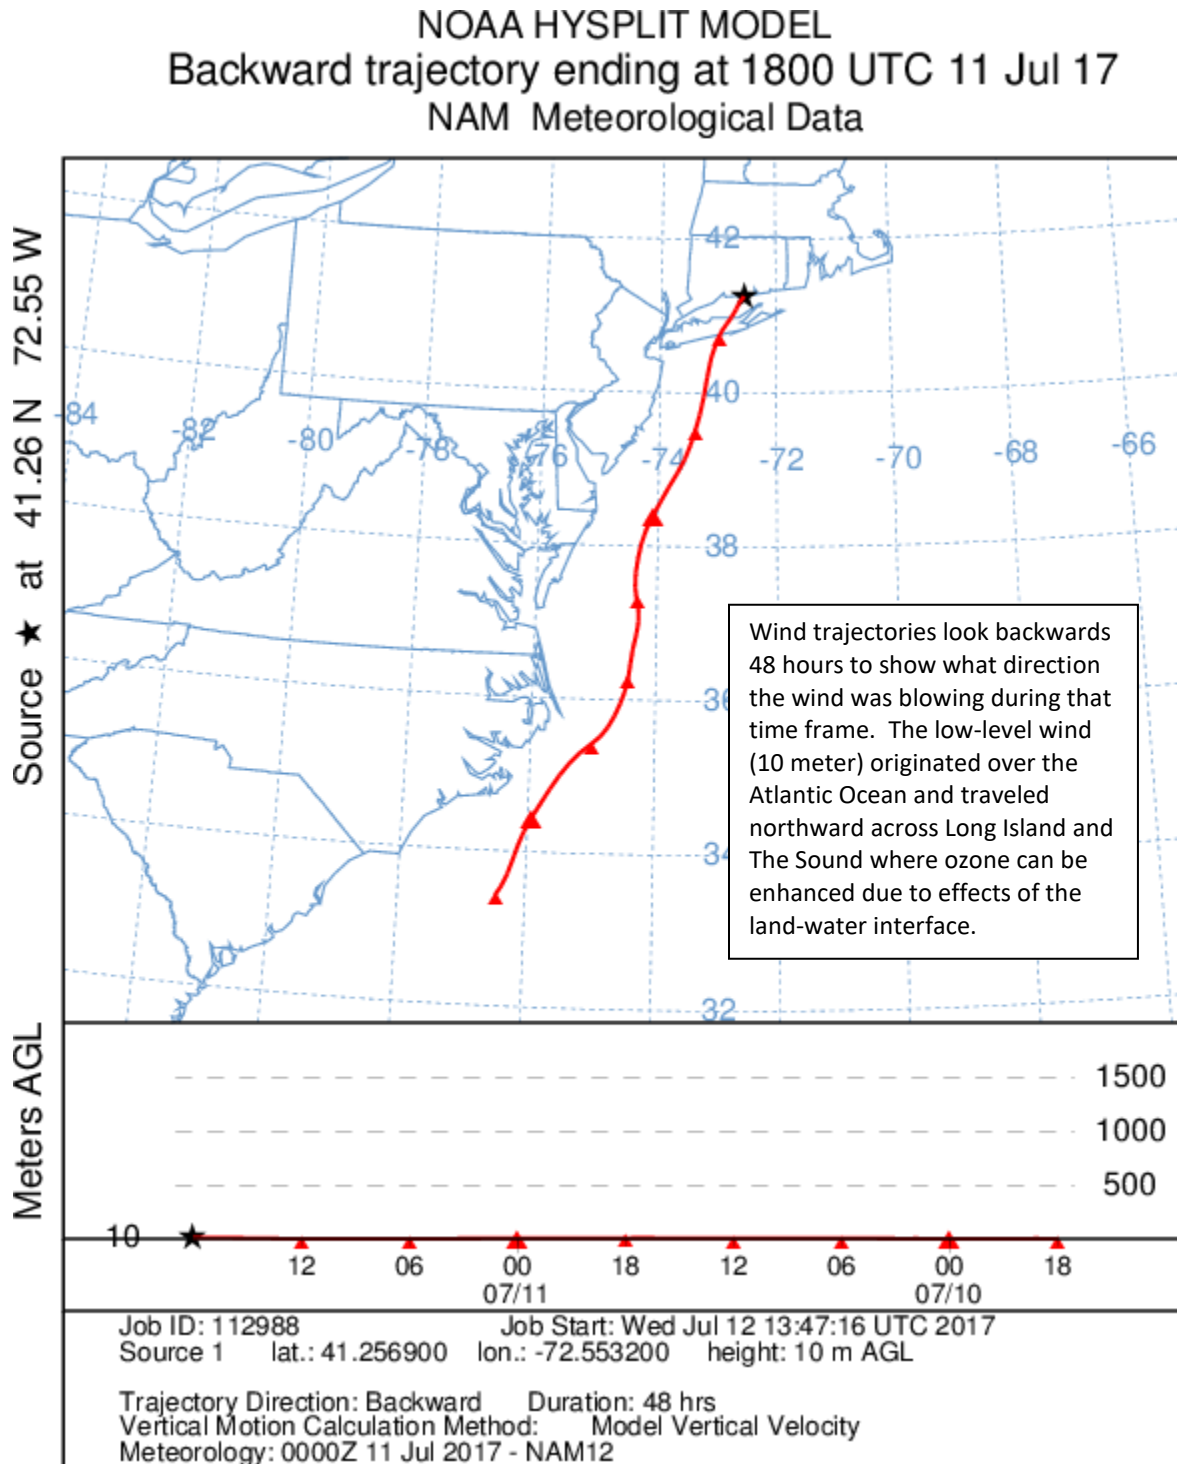 NOAA HYSPLIT MODEL
Backward trajectory ending at 1800 UTC 11 Jul 17
NAM Meteorological Data
Source ★ at 41.26 N 72.55 W
42
40
-84
-82
-80
-78
76
-74
-72
-70
-68
-66
38
36
34
32
Wind trajectories look backwards
48 hours to show what direction
the wind was blowing during that
time frame. The low-level wind
(10 meter) originated over the
Atlantic Ocean and traveled
northward across Long Island and
The Sound where ozone can be
enhanced due to effects of the
land-water interface.
Meters AGL
1500
1000
500
10
12 06 00 18 12 06 00 18
07/11 07/10
Job ID: 112988 Job Start: Wed Jul 12 13:47:16 UTC 2017
Source 1 lat.: 41.256900 lon.: -72.553200 height: 10 m AGL
Trajectory Direction: Backward Duration: 48 hrs
Vertical Motion Calculation Method: Model Vertical Velocity
Meteorology: 0000Z 11 Jul 2017 - NAM12